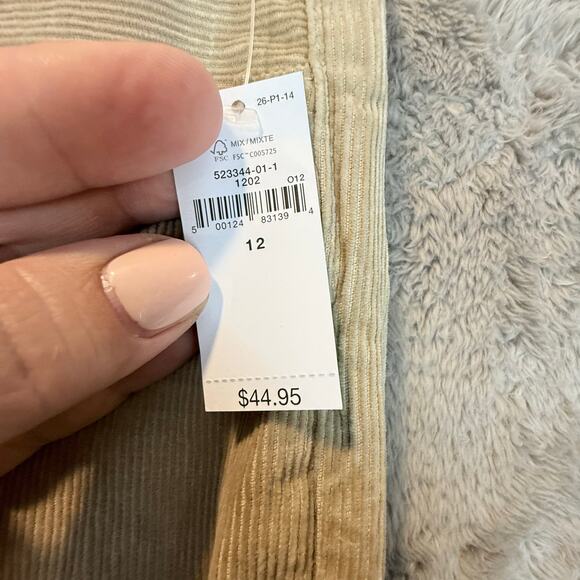 26-P1-14
MIX/MIXTE
FSC FSC™ C005725
523344-01-1
1202 O12
5 00124 83139 4
12
$44.95